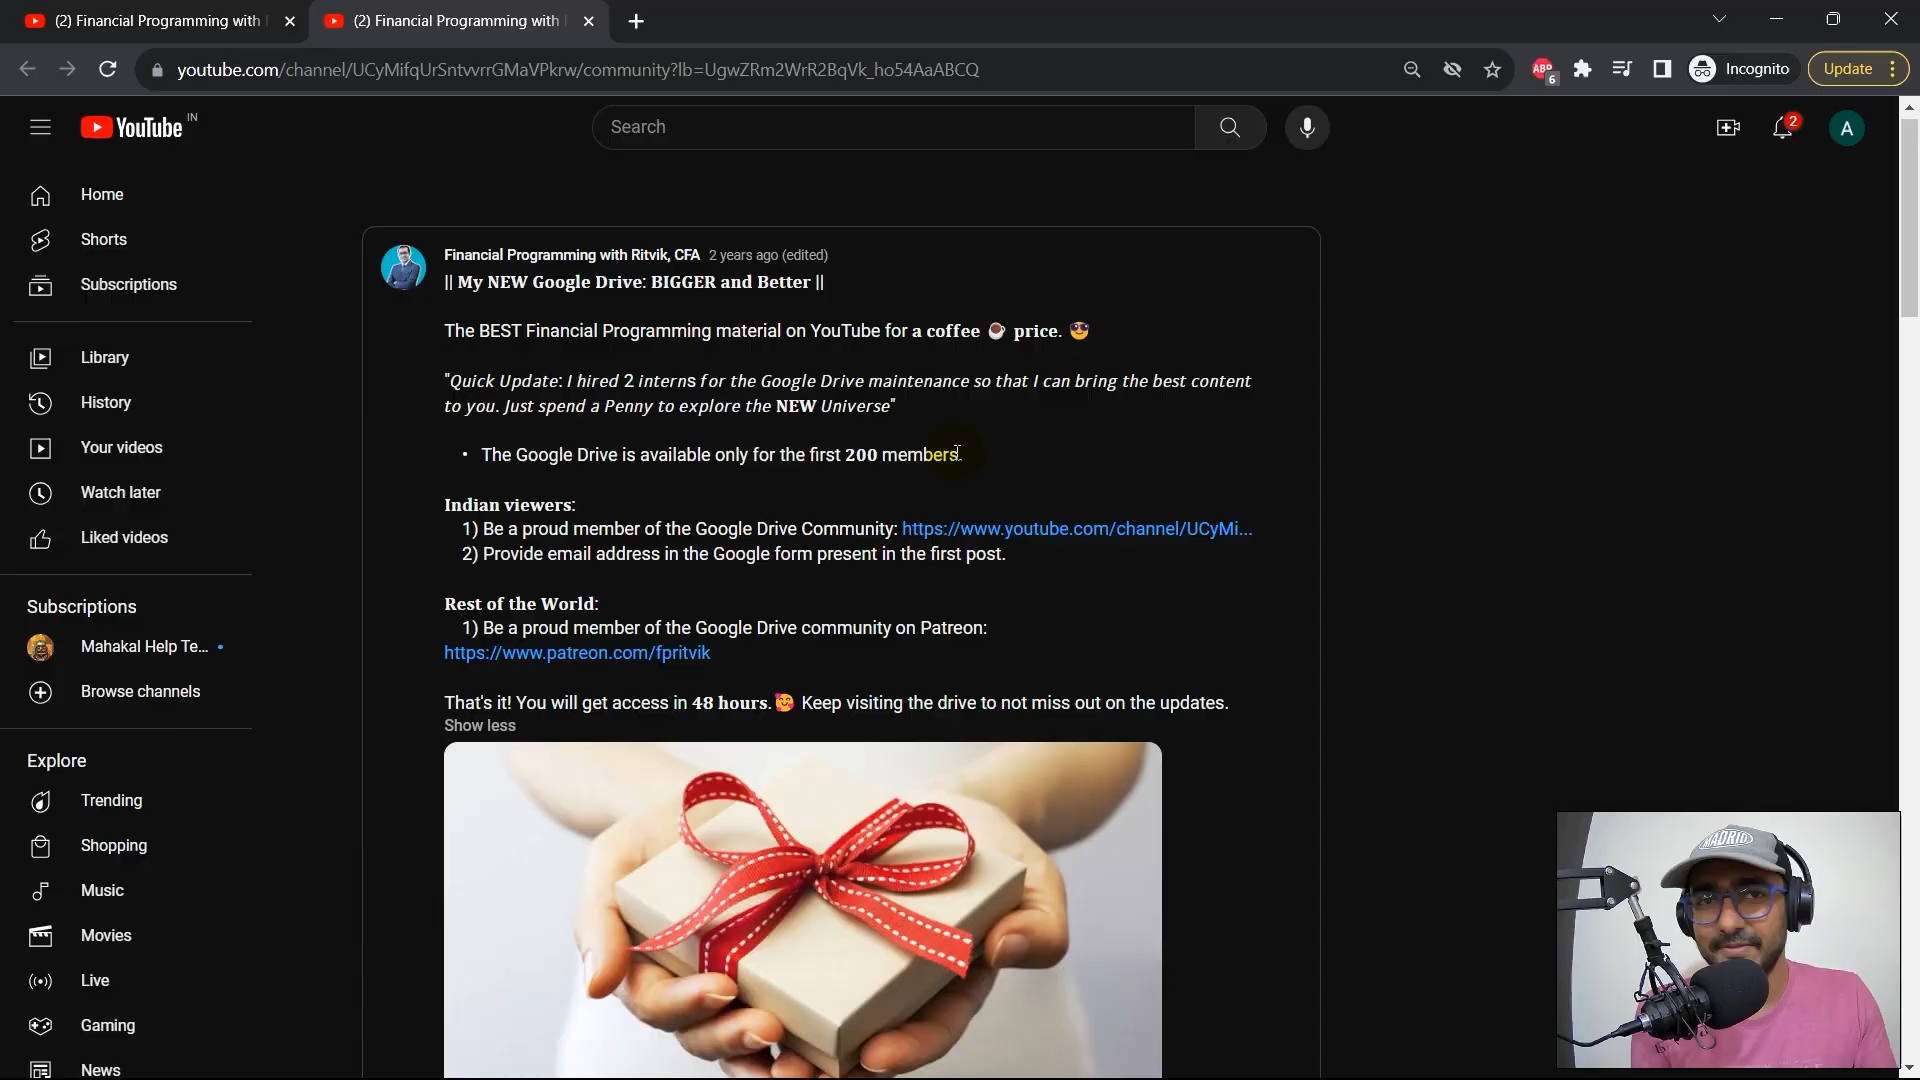 (2) Financial Programming with
(2) Financial Programming with
youtube.com/channel/UCyMifqUrSntvvrrGMaVPkrw/community?lb=UgwZRm2WrR2BqVk_ho54AaABCQ
ABP
6
Incognito
Update
YouTube IN
Search
2
A
Home
Shorts
Subscriptions
Library
History
Your videos
Watch later
Liked videos
Subscriptions
Mahakal Help Te...
Browse channels
Explore
Trending
Shopping
Music
Movies
Live
Gaming
News
Financial Programming with Ritvik, CFA 2 years ago (edited)
|| My NEW Google Drive: BIGGER and Better ||
The BEST Financial Programming material on YouTube for a coffee ☕ price. 😎
"Quick Update: I hired 2 interns for the Google Drive maintenance so that I can bring the best content
to you. Just spend a Penny to explore the NEW Universe"
• The Google Drive is available only for the first 200 members.
Indian viewers:
1) Be a proud member of the Google Drive Community: https://www.youtube.com/channel/UCyMi...
2) Provide email address in the Google form present in the first post.
Rest of the World:
1) Be a proud member of the Google Drive community on Patreon:
https://www.patreon.com/fpritvik
That's it! You will get access in 48 hours.🥰 Keep visiting the drive to not miss out on the updates.
Show less
MADRID